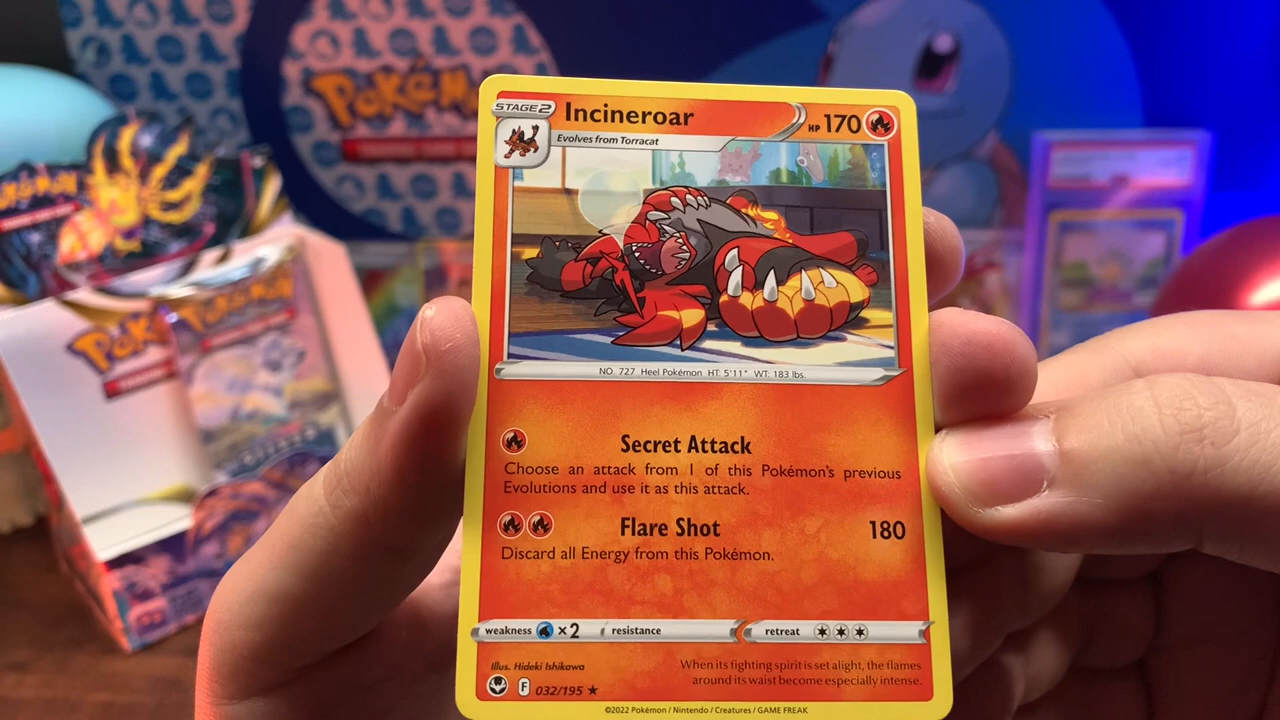 Pokémon
STAGE2
Incineroar
HP 170
Evolves from Torracat
NO. 727 Heel Pokémon HT: 5'11" WT: 183 lbs.
Secret Attack
Choose an attack from 1 of this Pokémon's previous
Evolutions and use it as this attack.
Flare Shot 180
Discard all Energy from this Pokémon.
weakness ×2 resistance retreat
Illus. Hideki Ishikawa
When its fighting spirit is set alight, the flames
around its waist become especially intense.
F 032/195 ★
©2022 Pokémon / Nintendo / Creatures / GAME FREAK
Pokémon